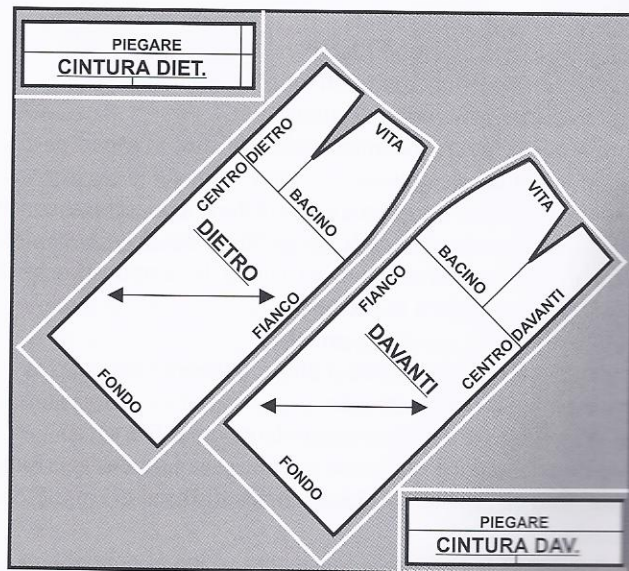 PIEGARE
CINTURA DIET.
CENTRO DIETRO
VITA
BACINO
DIETRO
FIANCO
FONDO
VITA
BACINO
FIANCO
DAVANTI
CENTRO DAVANTI
FONDO
PIEGARE
CINTURA DAV.